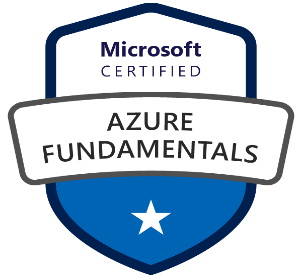 Microsoft
CERTIFIED
AZURE
FUNDAMENTALS